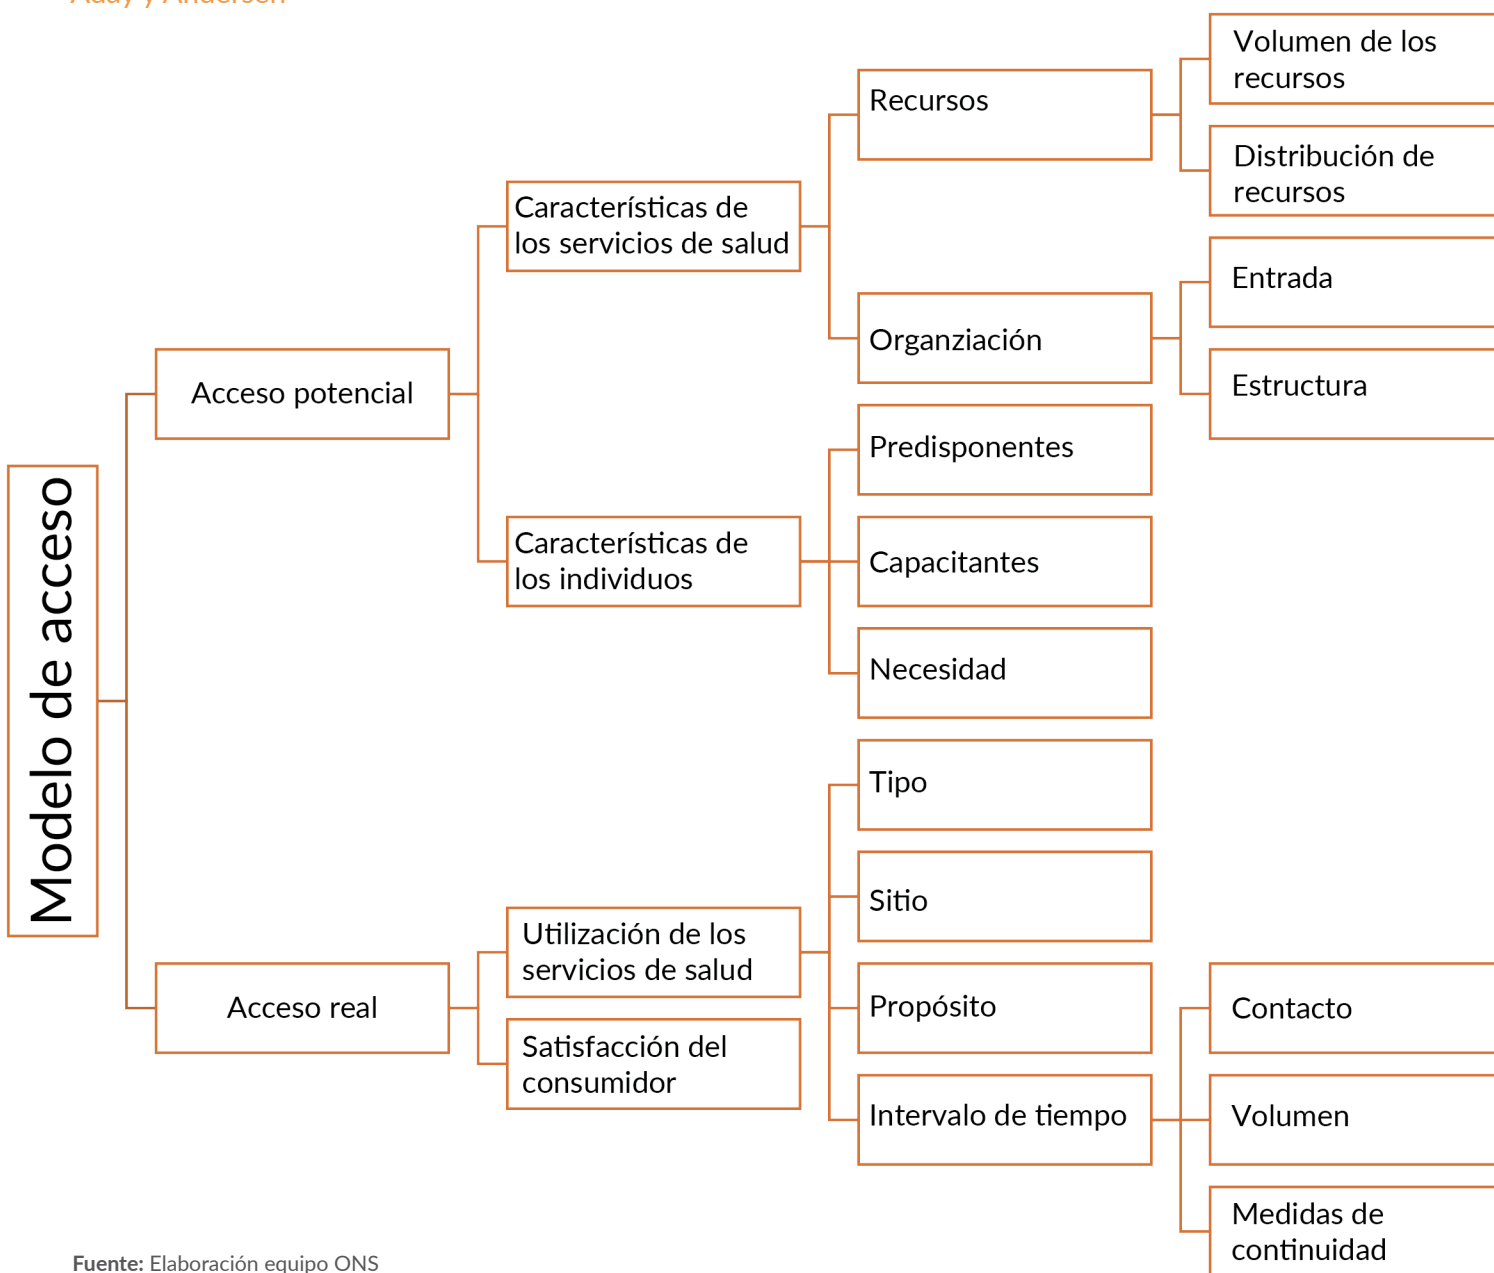 Aday y Andersen
Volumen de los
recursos
Recursos
Distribución de
recursos
Características de
los servicios de salud
Entrada
Organziación
Estructura
Acceso potencial
Predisponentes
Características de
los individuos
Capacitantes
Necesidad
Modelo de acceso
Tipo
Sitio
Utilización de los
servicios de salud
Acceso real
Propósito
Contacto
Satisfacción del
consumidor
Intervalo de tiempo
Volumen
Medidas de
continuidad
Fuente: Elaboración equipo ONS